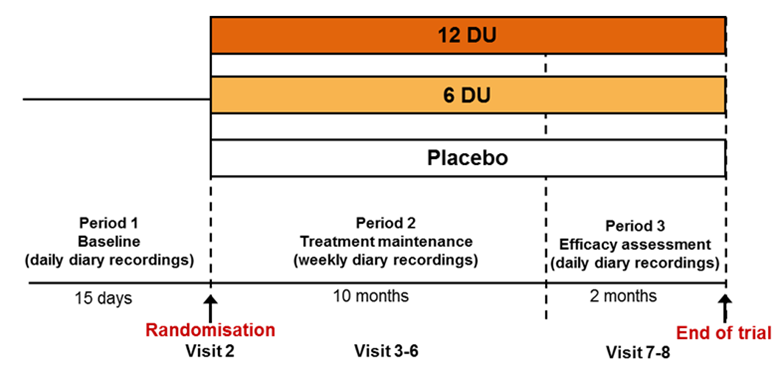 12 DU
6 DU
Placebo
Period 1
Baseline
(daily diary recordings)
Period 2
Treatment maintenance
(weekly diary recordings)
Period 3
Efficacy assessment
(daily diary recordings)
15 days
10 months
2 months
Randomisation
End of trial
Visit 2
Visit 3-6
Visit 7-8